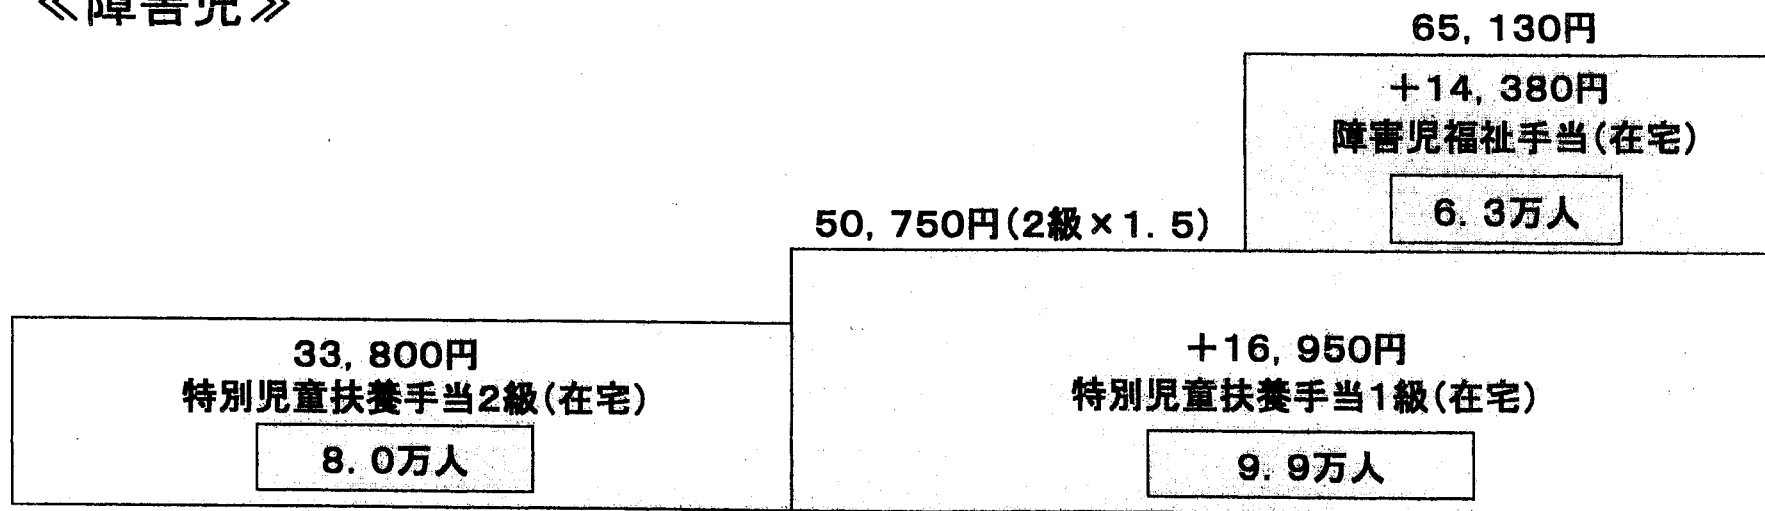 ≪障害児≫
65, 130円
＋14, 380円
障害児福祉手当(在宅)
6. 3万人
50, 750円(2級×1. 5)
33, 800円
特別児童扶養手当2級(在宅)
8. 0万人
＋16, 950円
特別児童扶養手当1級(在宅)
9. 9万人